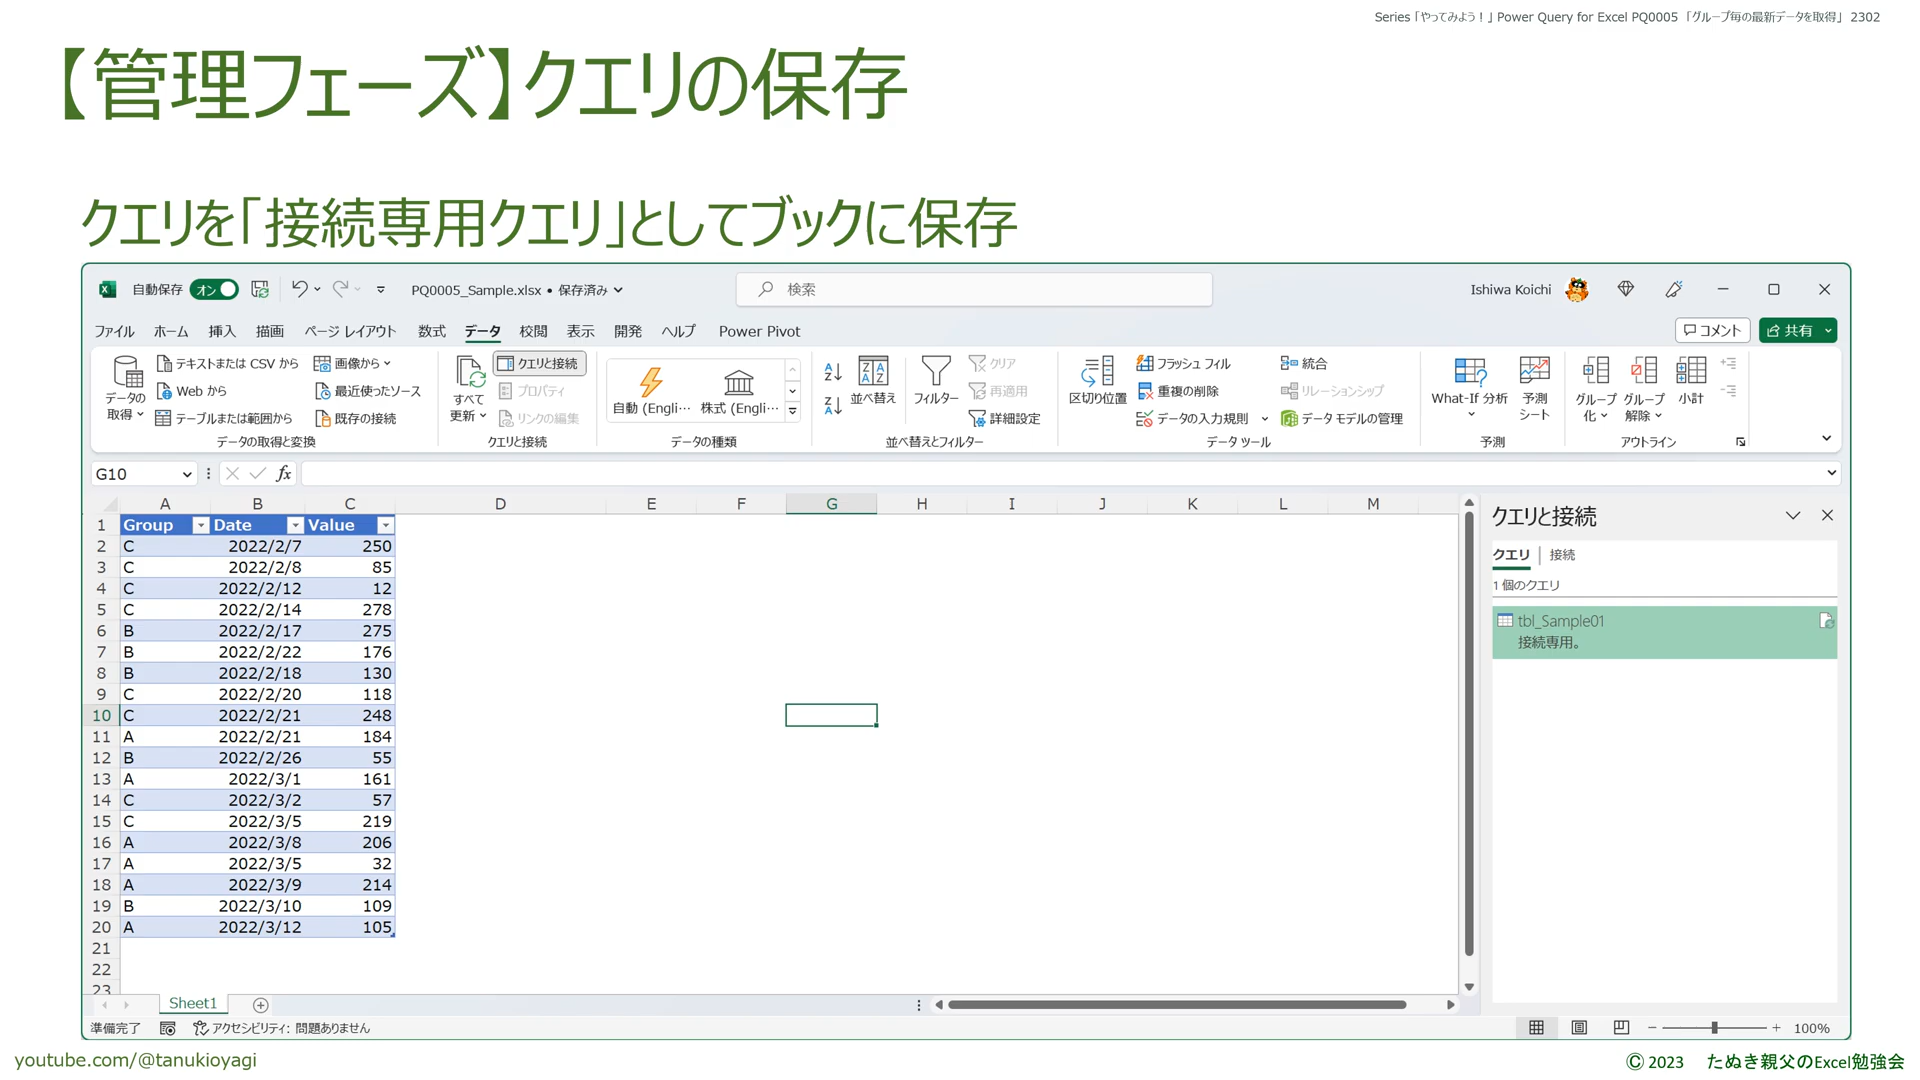 Series「やってみよう！」Power Query for Excel PQ0005「グループ毎の最新データを取得」 2302
【管理フェーズ】クエリの保存
クエリを「接続専用クエリ」としてブックに保存
自動保存 オン PQ0005_Sample.xlsx • 保存済み 検索 Ishiwa Koichi
ファイル ホーム 挿入 描画 ページ レイアウト 数式 データ 校閲 表示 開発 ヘルプ Power Pivot コメント 共有
データの取得 テキストまたは CSV から 画像から
Web から 最近使ったソース
テーブルまたは範囲から 既存の接続
データの取得と変換
すべて更新 クエリと接続
プロパティ
リンクの編集
クエリと接続
自動 (Engli… 株式 (Engli…
データの種類
並べ替え フィルター クリア
再適用
詳細設定
並べ替えとフィルター
区切り位置 フラッシュ フィル 統合
重複の削除 リレーションシップ
データの入力規則 データ モデルの管理
データ ツール
What-If 分析 予測シート
予測
グループ化 グループ解除 小計
アウトライン
G10 fx
A B C D E F G H I J K L M
1 Group Date Value
2 C 2022/2/7 250
3 C 2022/2/8 85
4 C 2022/2/12 12
5 C 2022/2/14 278
6 B 2022/2/17 275
7 B 2022/2/22 176
8 B 2022/2/18 130
9 C 2022/2/20 118
10 C 2022/2/21 248
11 A 2022/2/21 184
12 B 2022/2/26 55
13 A 2022/3/1 161
14 C 2022/3/2 57
15 C 2022/3/5 219
16 A 2022/3/8 206
17 A 2022/3/5 32
18 A 2022/3/9 214
19 B 2022/3/10 109
20 A 2022/3/12 105
21
22
23
クエリと接続
クエリ | 接続
1 個のクエリ
tbl_Sample01
接続専用。
Sheet1
準備完了 アクセシビリティ: 問題ありません 100%
youtube.com/@tanukioyagi
© 2023 たぬき親父のExcel勉強会